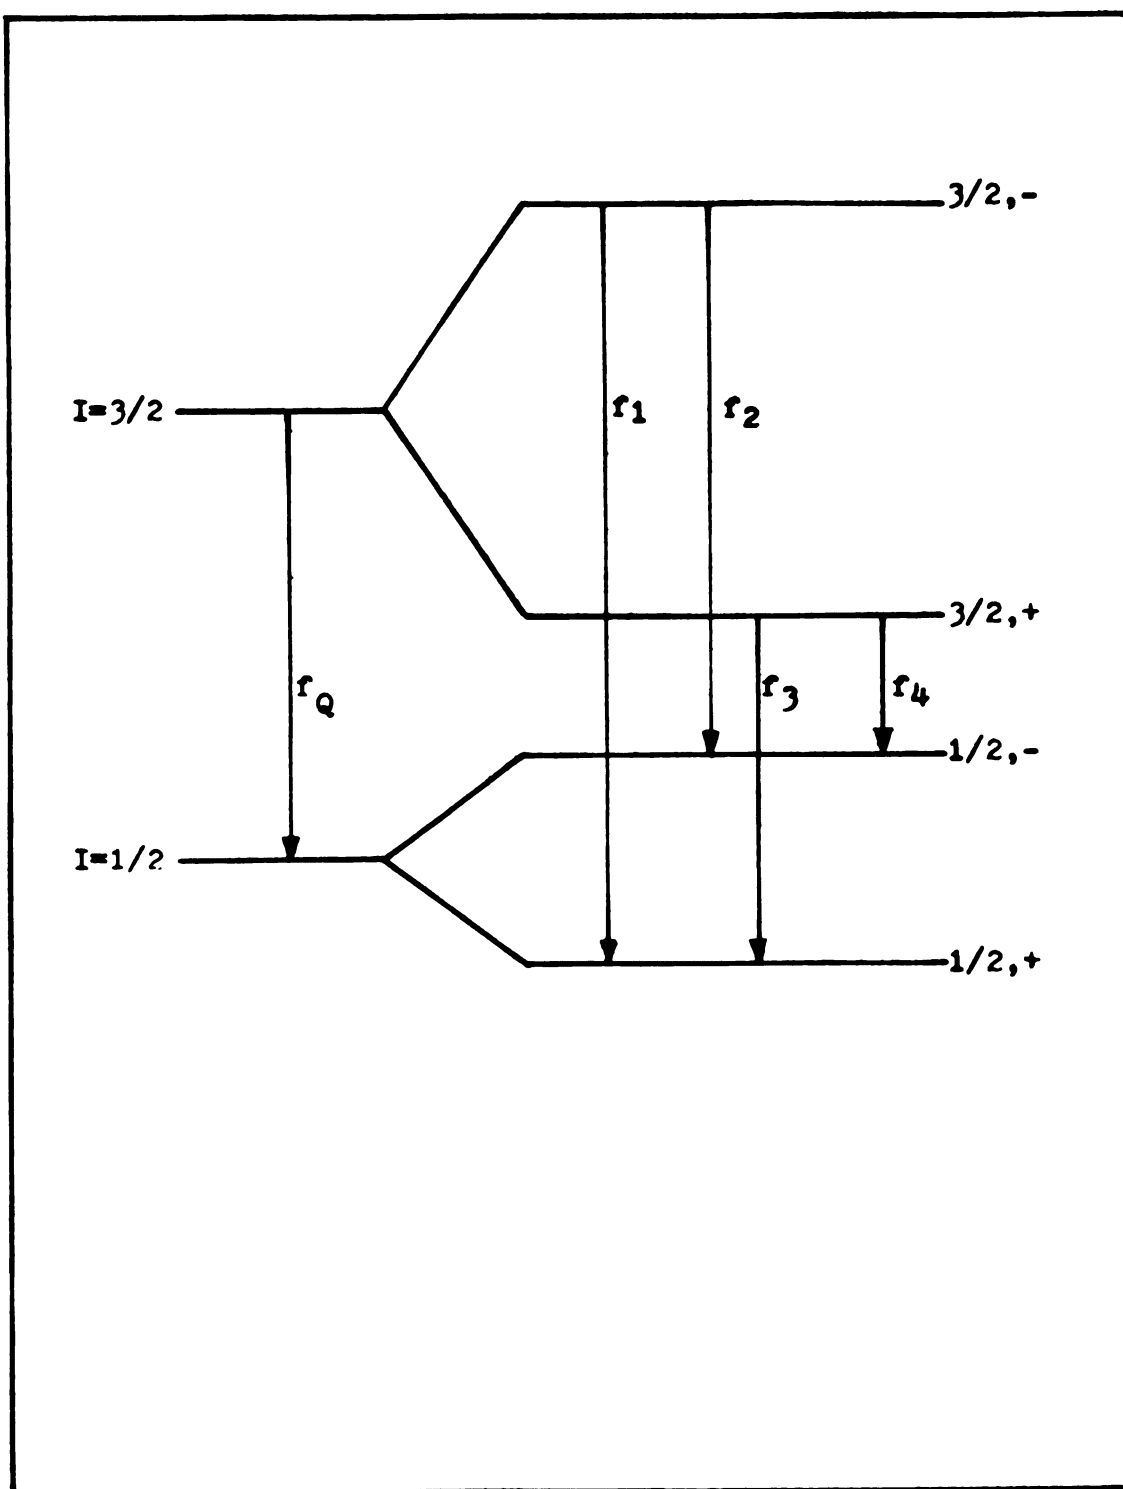 3/2,-
I=3/2
f1
f2
3/2,+
fQ
f3
f4
1/2,-
I=1/2
1/2,+